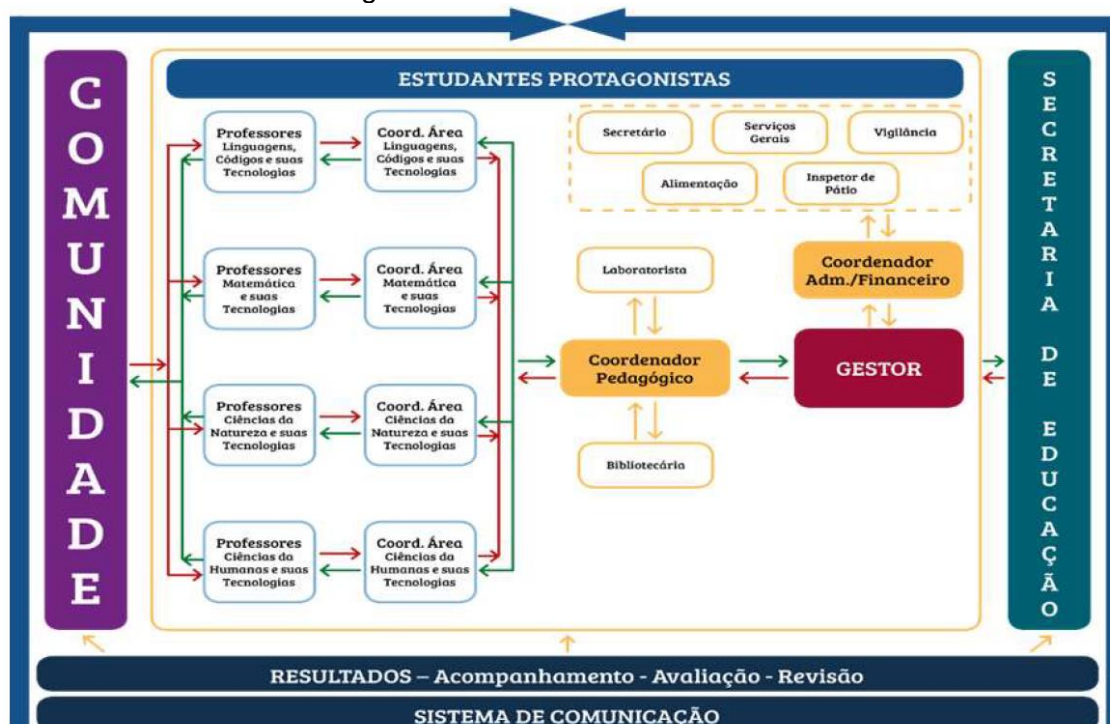 COMUNIDADE
ESTUDANTES PROTAGONISTAS
Professores
Linguagens,
Códigos e suas
Tecnologias
Coord. Área
Linguagens,
Códigos e suas
Tecnologias
Secretário
Serviços
Gerais
Vigilância
Alimentação
Inspetor de
Pátio
Professores
Matemática
e suas
Tecnologias
Coord. Área
Matemática
e suas
Tecnologias
Laboratorista
Coordenador
Adm./Financeiro
Coordenador
Pedagógico
GESTOR
Professores
Ciências da
Natureza e suas
Tecnologias
Coord. Área
Ciências da
Natureza e suas
Tecnologias
Bibliotecária
Professores
Ciências da
Humanas e suas
Tecnologias
Coord. Área
Ciências da
Humanas e suas
Tecnologias
SECRETARIA DE EDUCAÇÃO
RESULTADOS – Acompanhamento - Avaliação - Revisão
SISTEMA DE COMUNICAÇÃO